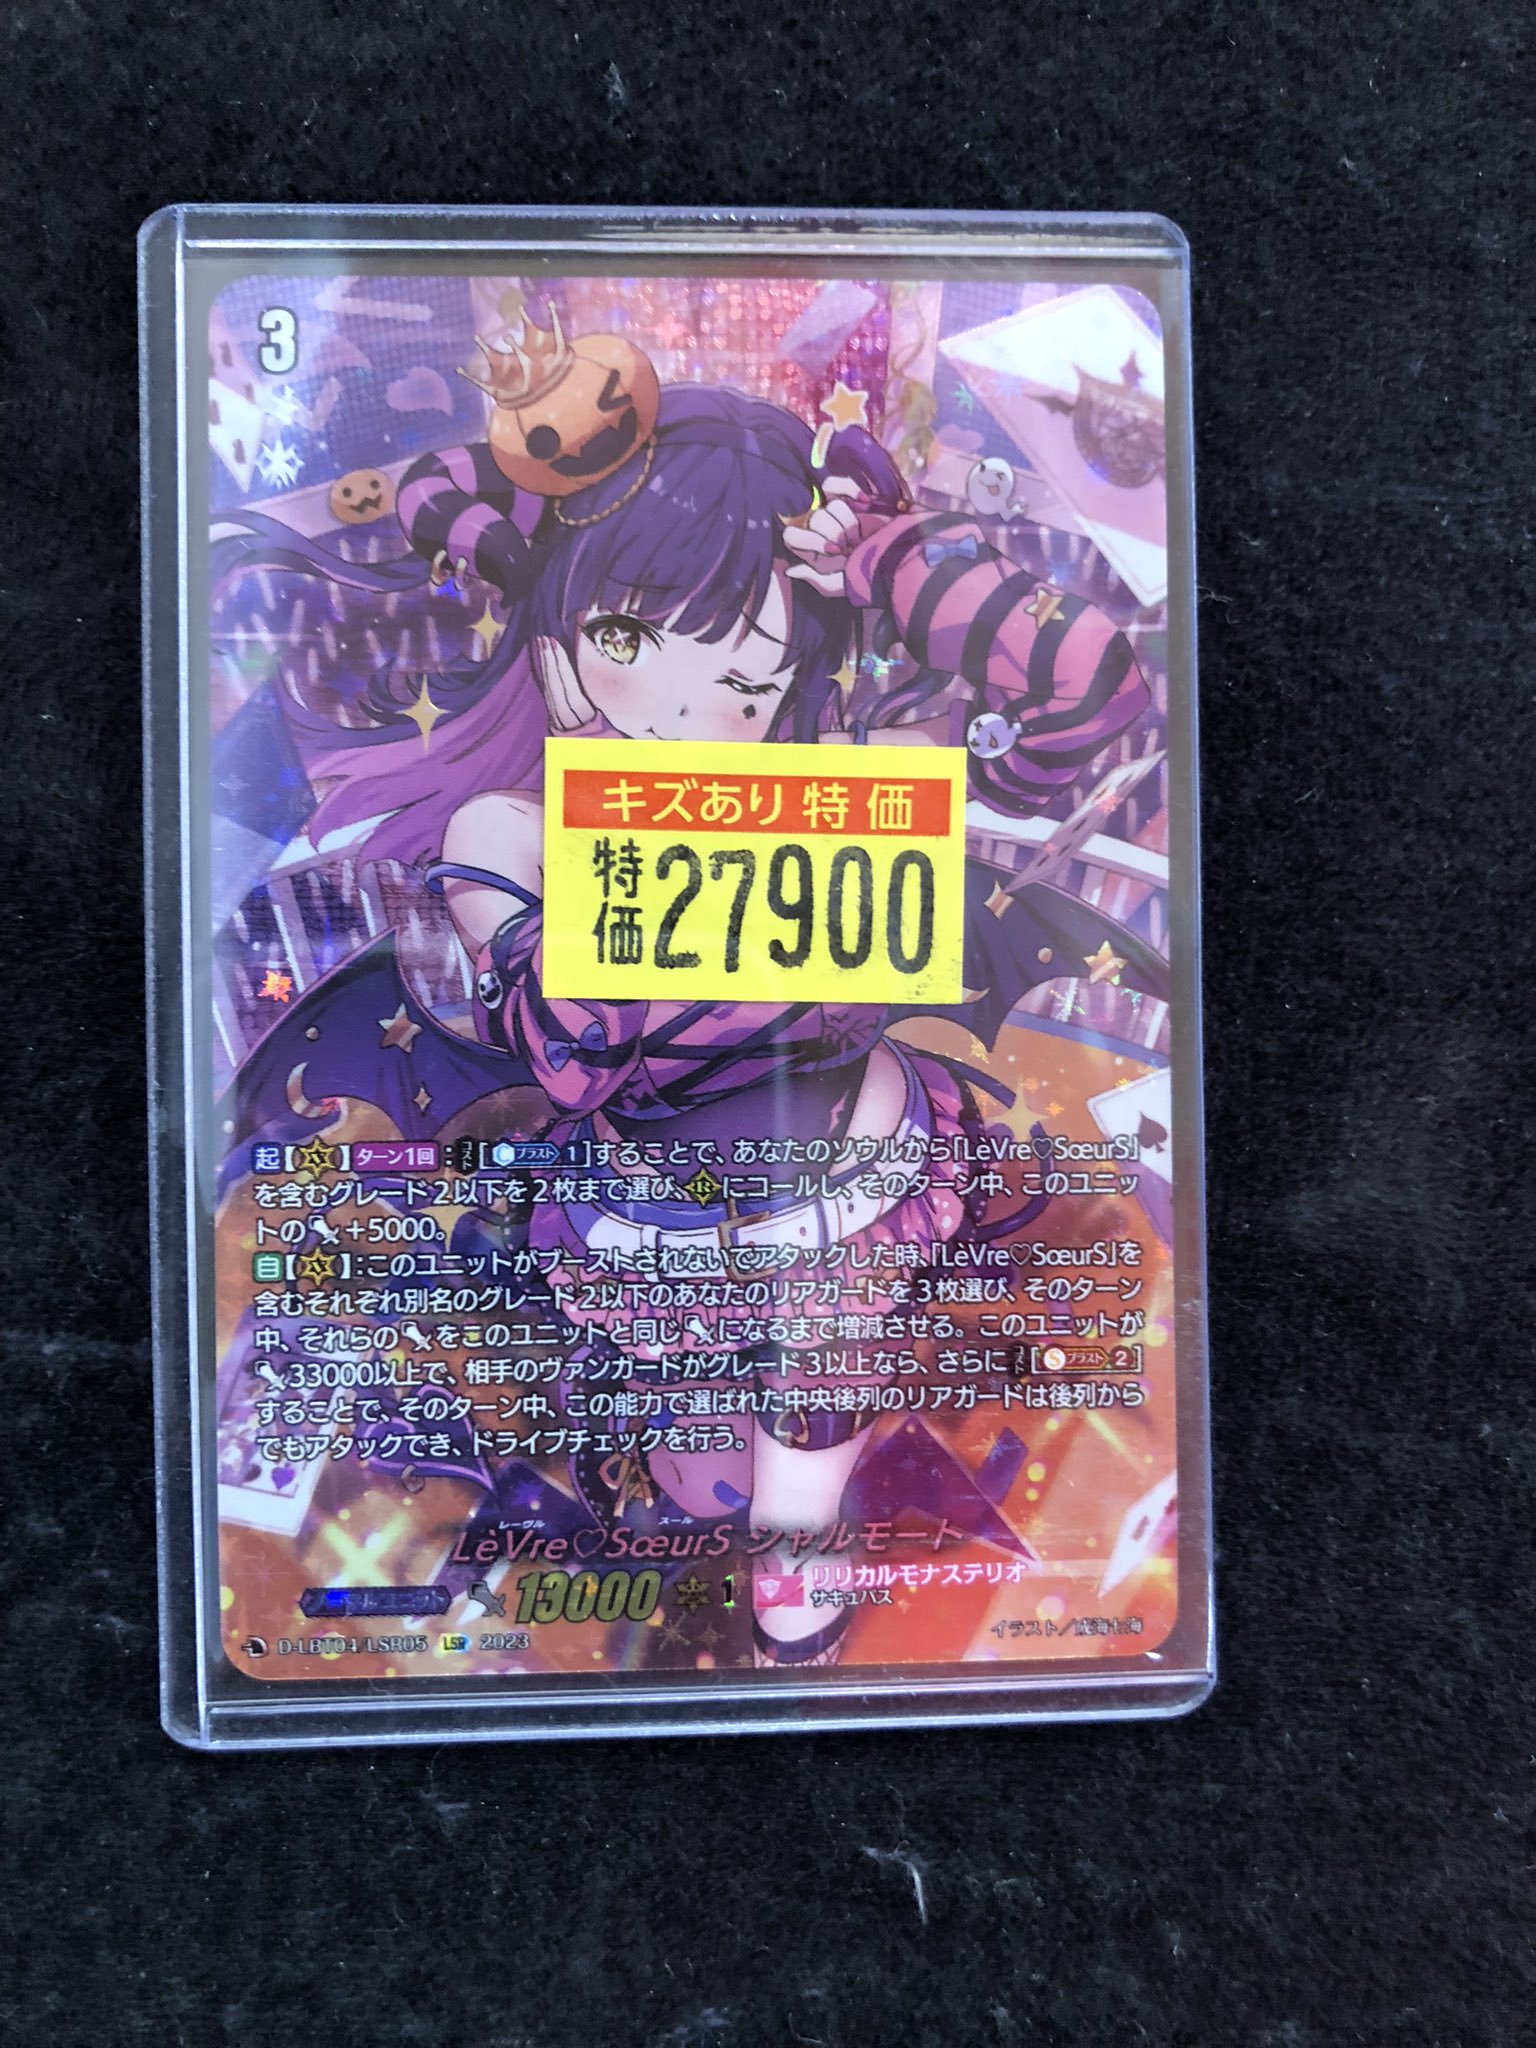 3
キズあり特価
特価 27900
起【V】ターン1回:コスト[Cブラスト1]することで、あなたのソウルから「LèVre♡SœurS」
を含むグレード2以下を2枚まで選び、Rにコールし、そのターン中、このユニッ
トの+5000。
自【V】:このユニットがブーストされないでアタックした時、「LèVre♡SœurS」を
含むそれぞれ別名のグレード2以下のあなたのリアガードを3枚選び、そのターン
中、それらのをこのユニットと同じになるまで増減させる。このユニットが
33000以上で、相手のヴァンガードがグレード3以上なら、さらにコスト[Sブラスト2]
することで、そのターン中、この能力で選ばれた中央後列のリアガードは後列から
でもアタックでき、ドライブチェックを行う。
レーヴル スール
LèVre♡SœurS シャルモート
ノーマルユニット 13000 1 リリカルモナステリオ
サキュバス
D-LBT04/LSR05 LSR 2023 イラスト/成海七海